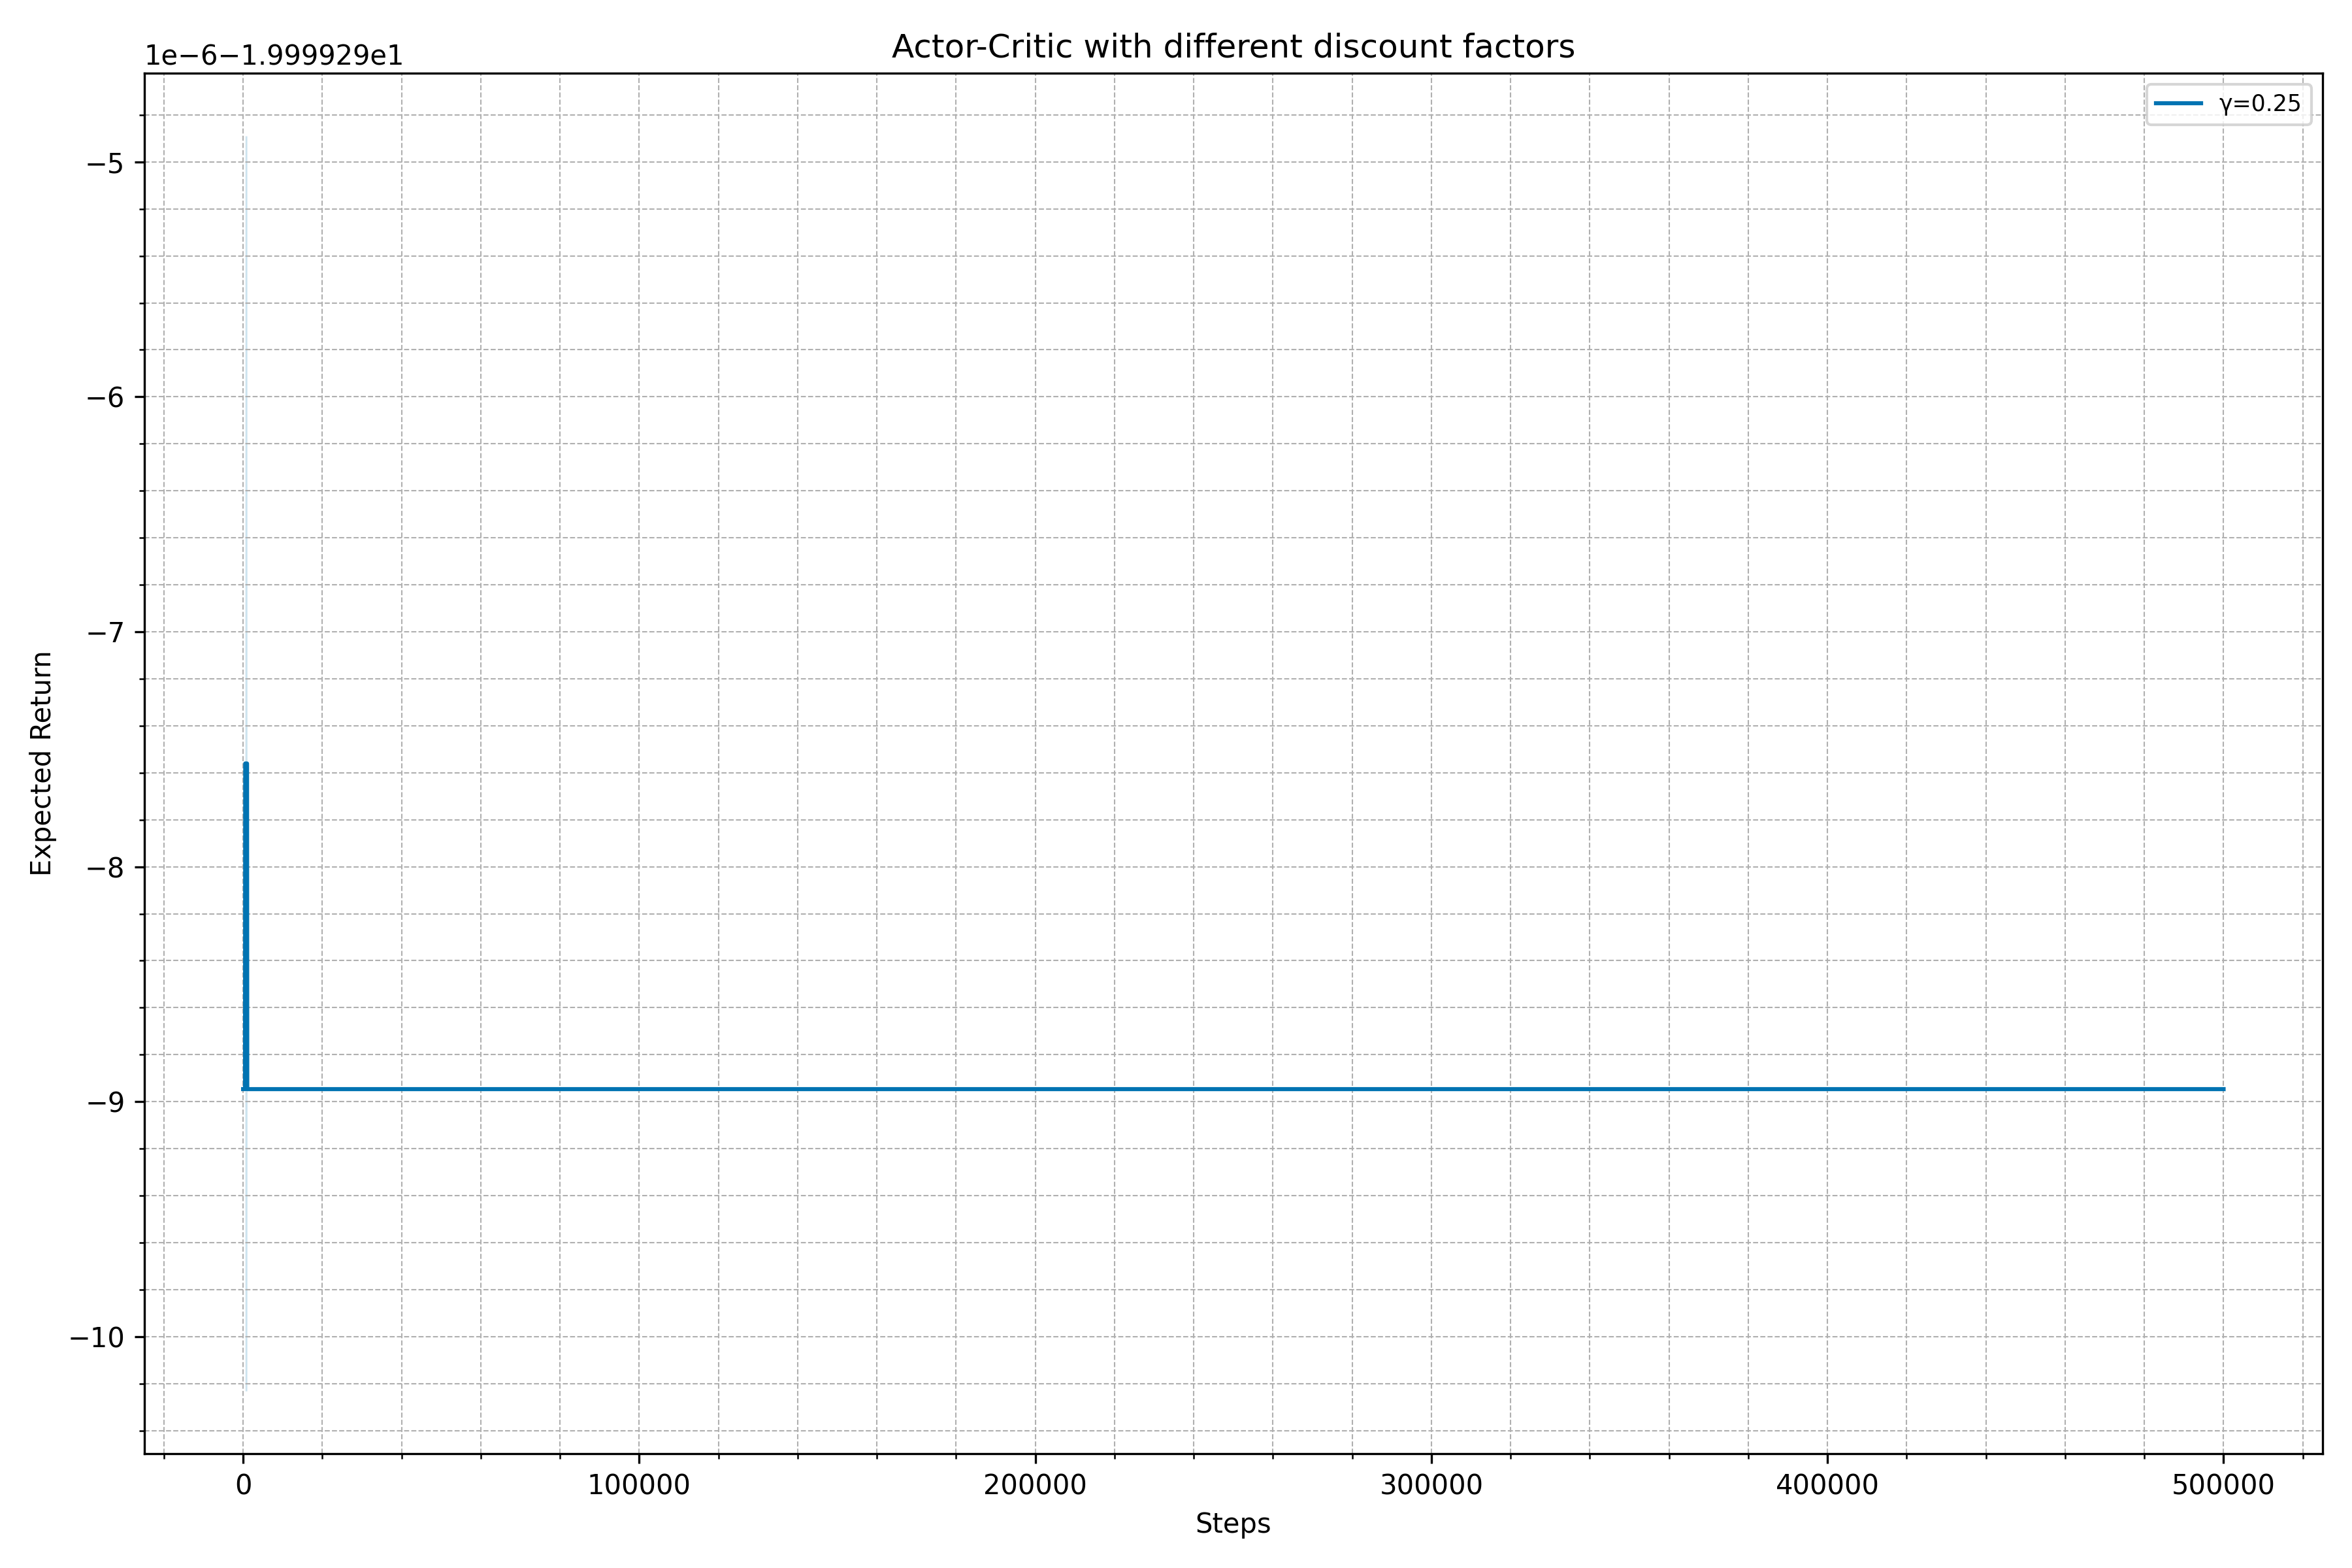 Actor-Critic with different discount factors
1e−6−1.999929e1
γ=0.25
−5
−6
−7
−8
−9
−10
Expected Return
0 100000 200000 300000 400000 500000
Steps